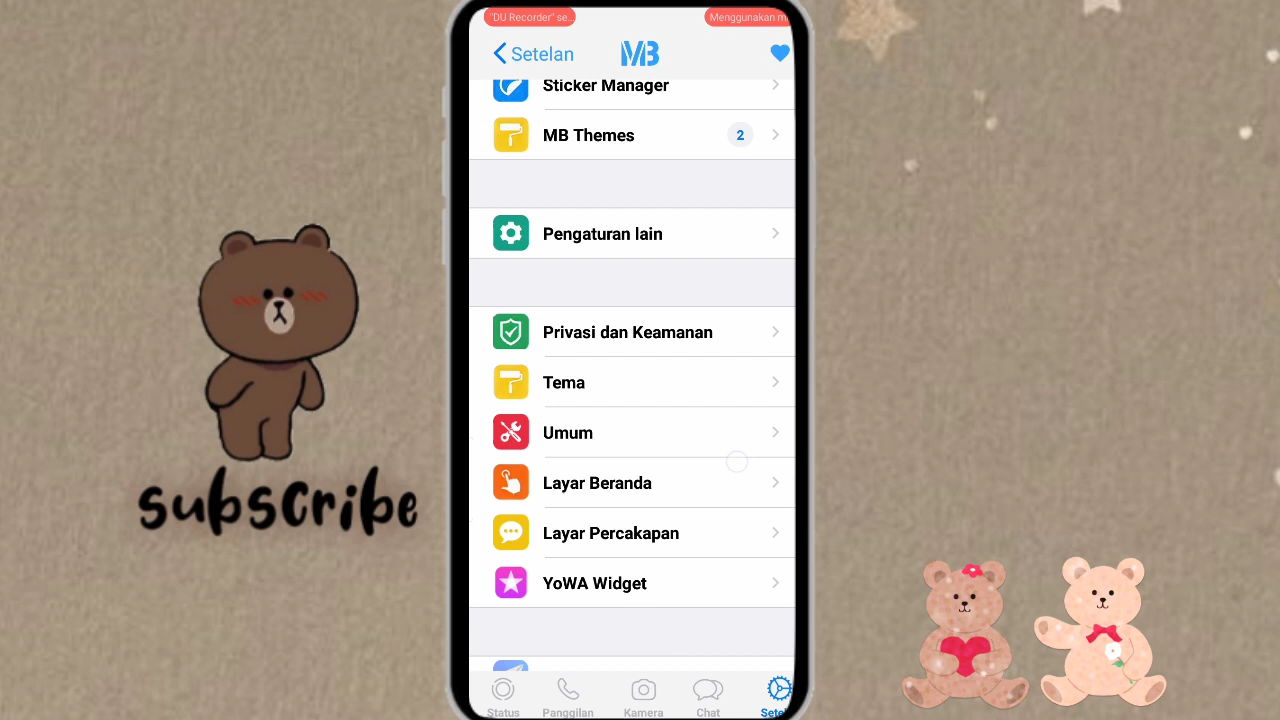 "DU Recorder" se..
Menggunakan m
Setelan
MB
Sticker Manager
MB Themes
2
Pengaturan lain
Privasi dan Keamanan
Tema
Umum
Layar Beranda
Layar Percakapan
YoWA Widget
Status
Panggilan
Kamera
Chat
Setel
subscribe